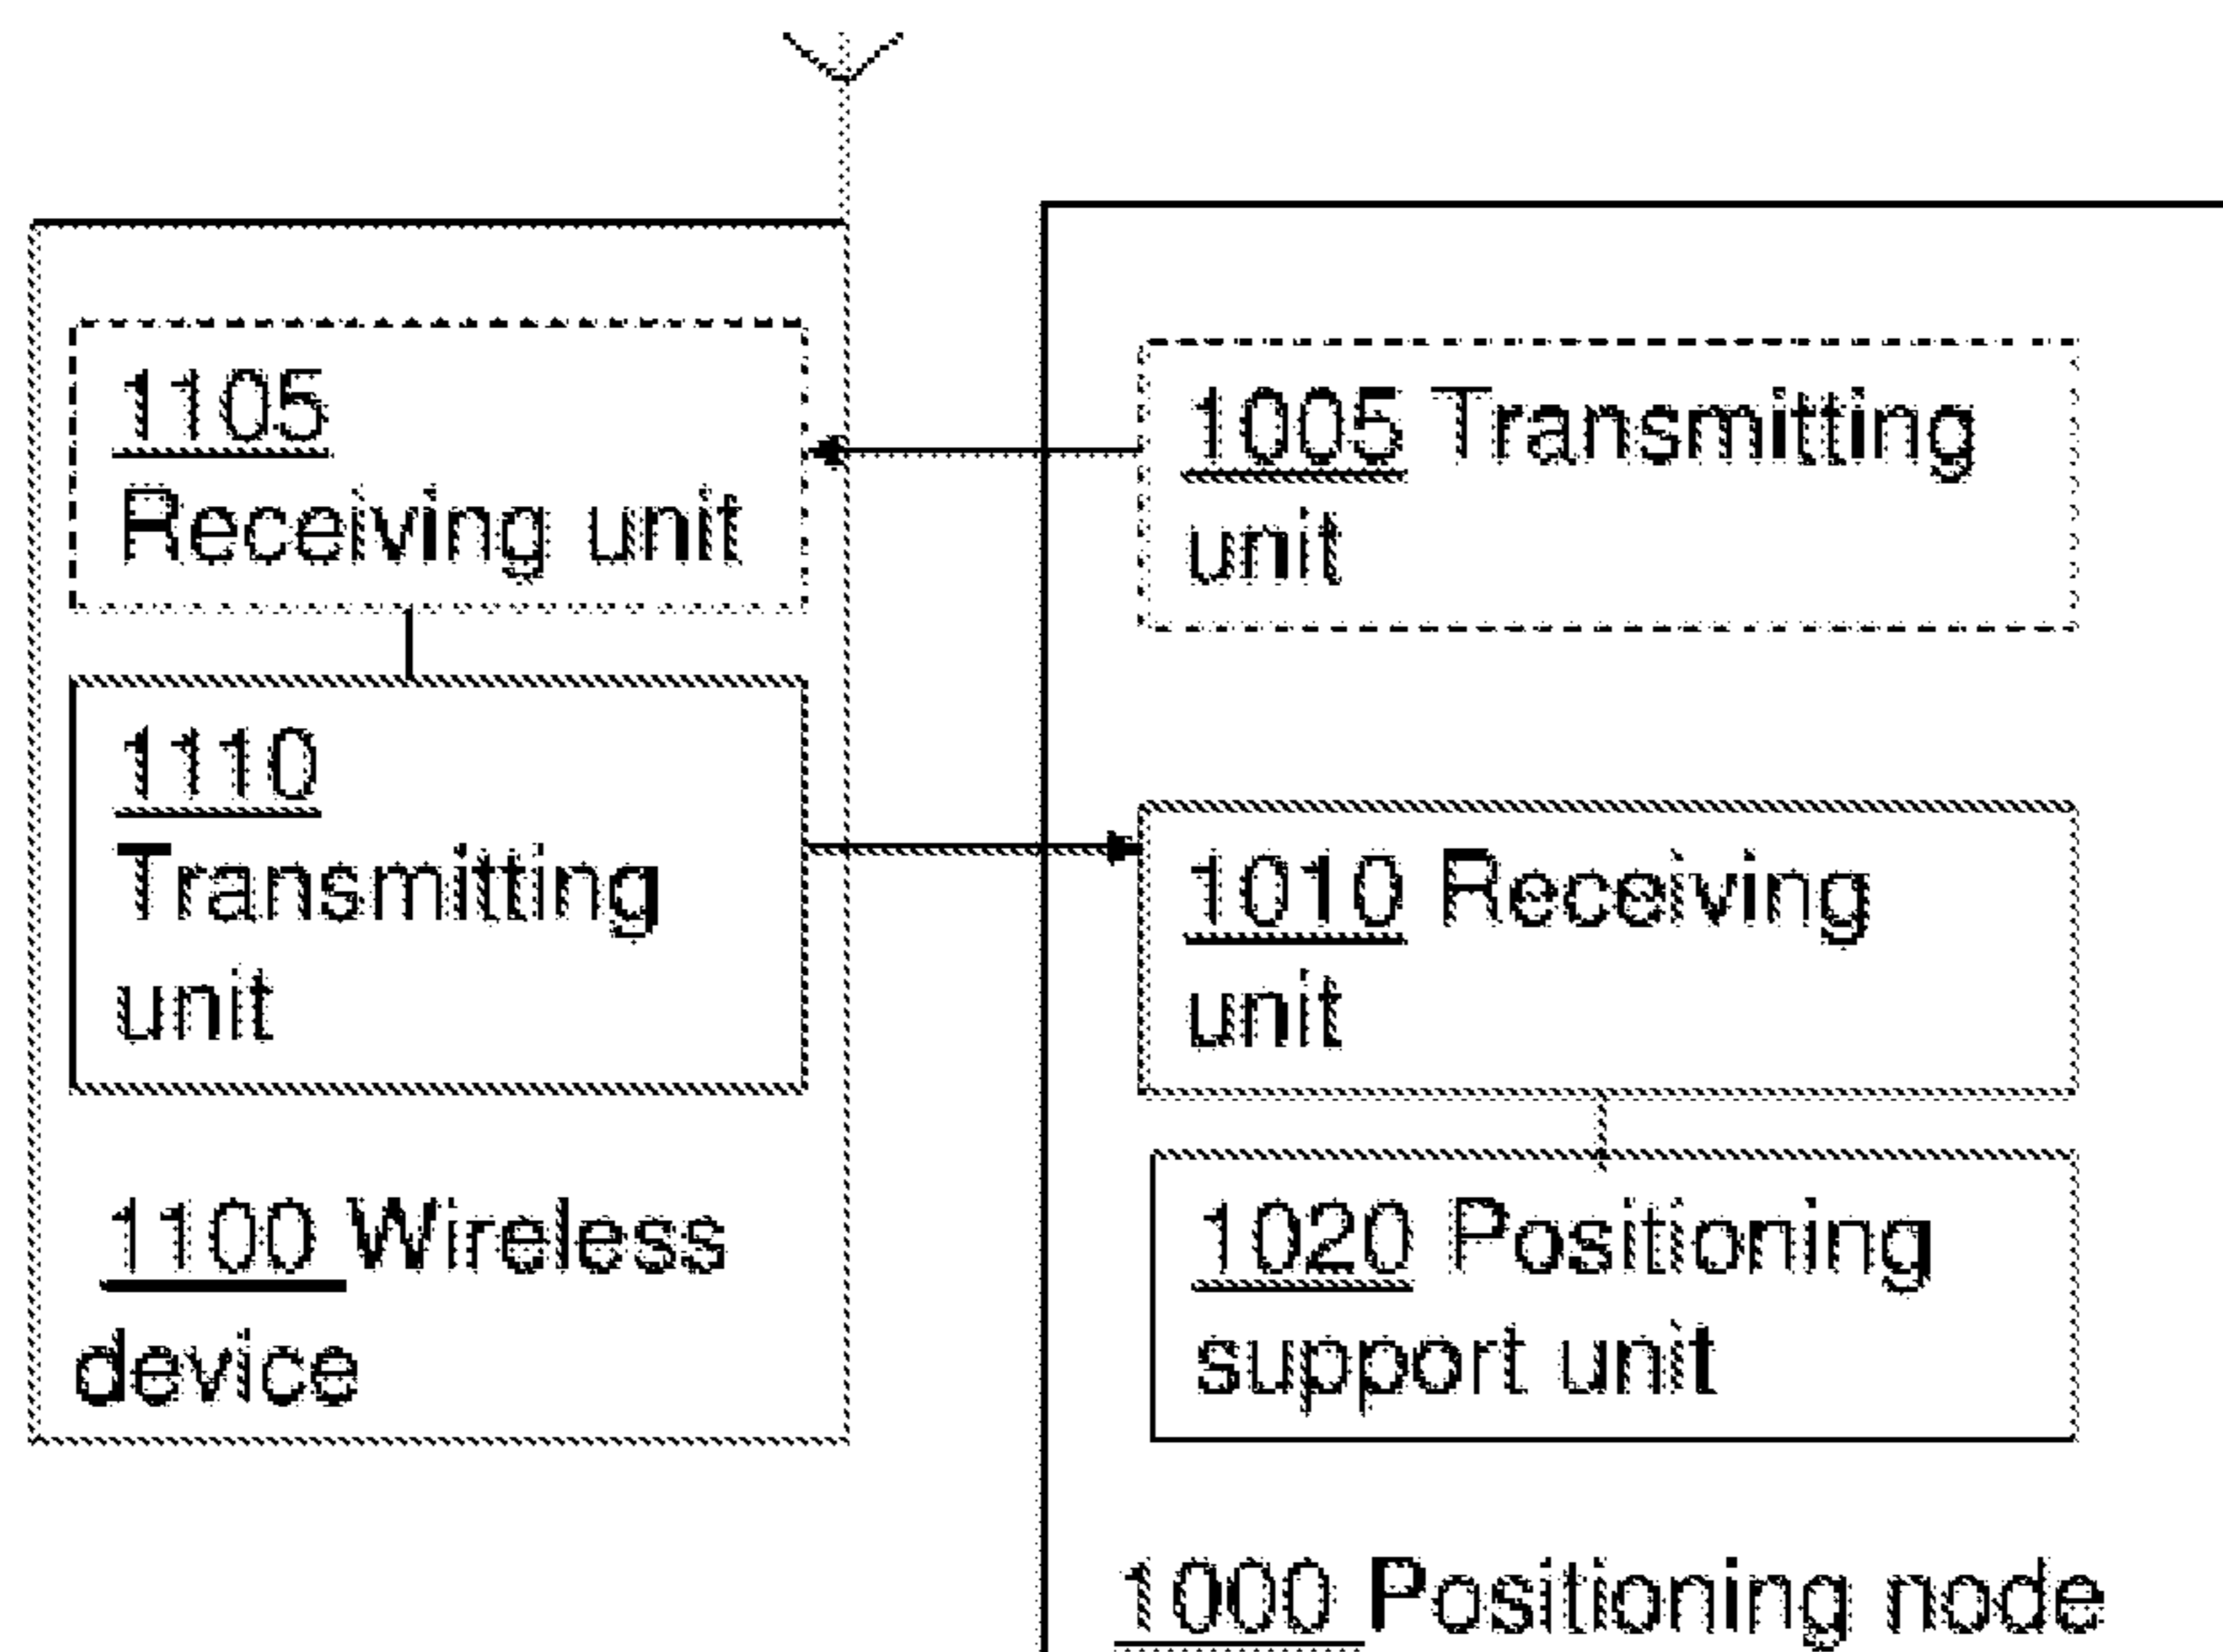 1105
Receiving unit
1110
Transmitting
unit
1100 Wireless
device
1005 Transmitting
unit
1010 Receiving
unit
1020 Positioning
support unit
1000 Positioning node